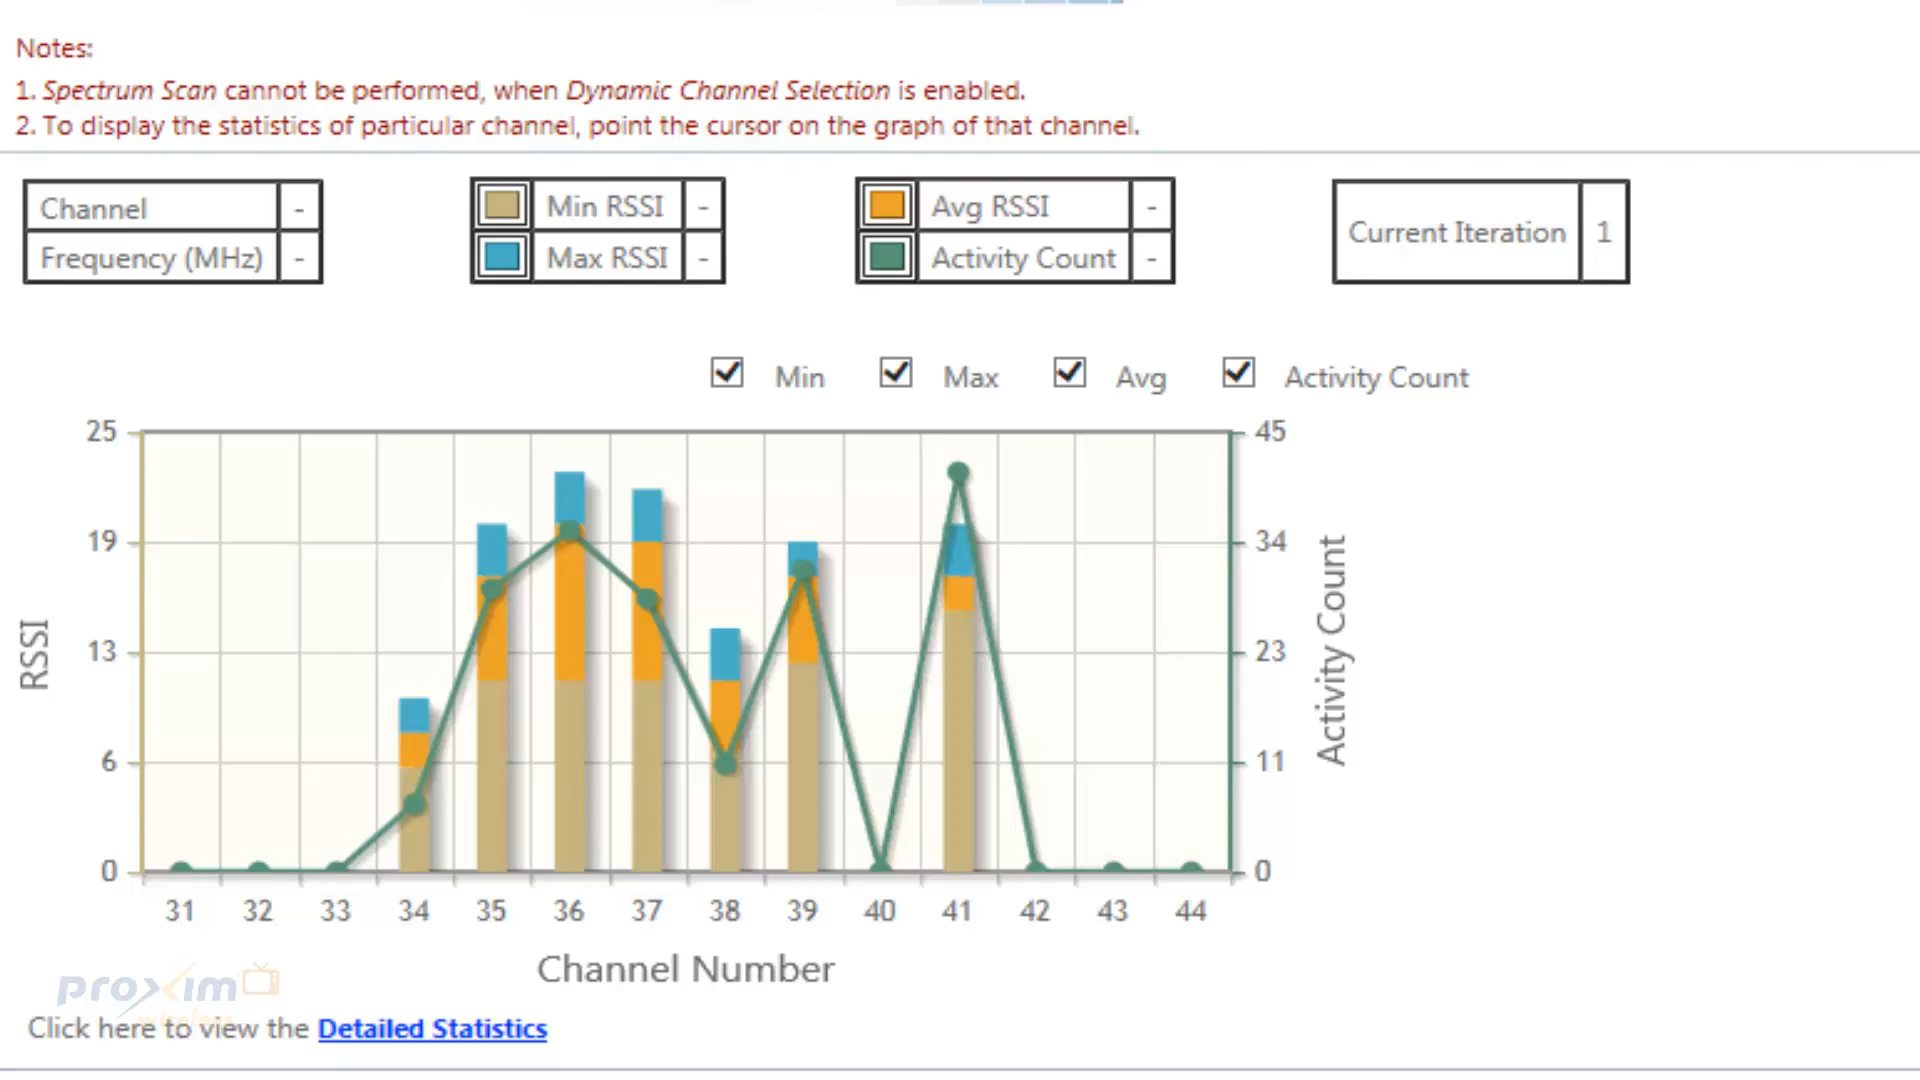 Notes:
1. Spectrum Scan cannot be performed, when Dynamic Channel Selection is enabled.
2. To display the statistics of particular channel, point the cursor on the graph of that channel.
Channel -
Frequency (MHz) -
Min RSSI -
Max RSSI -
Avg RSSI -
Activity Count -
Current Iteration 1
Min Max Avg Activity Count
25
19
13
6
0
RSSI
45
34
23
11
0
Activity Count
31 32 33 34 35 36 37 38 39 40 41 42 43 44
Channel Number
proxim
wireless
Click here to view the Detailed Statistics